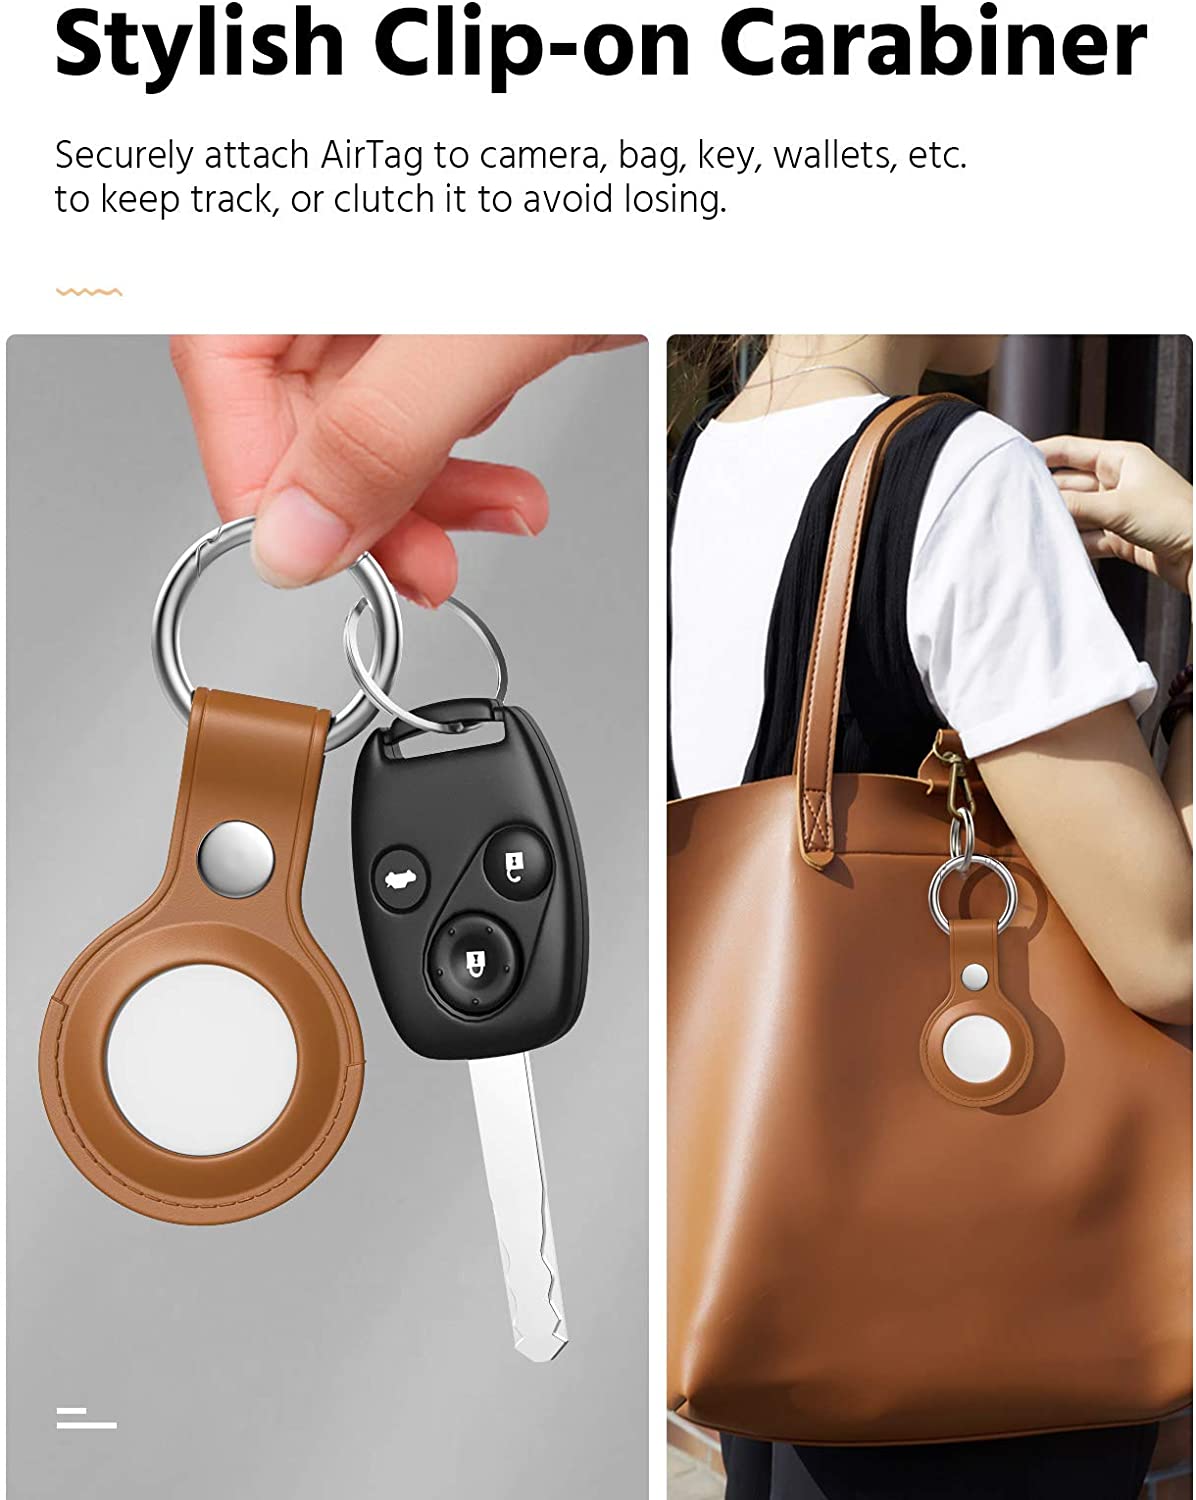 Stylish Clip-on Carabiner
Securely attach AirTag to camera, bag, key, wallets, etc.
to keep track, or clutch it to avoid losing.